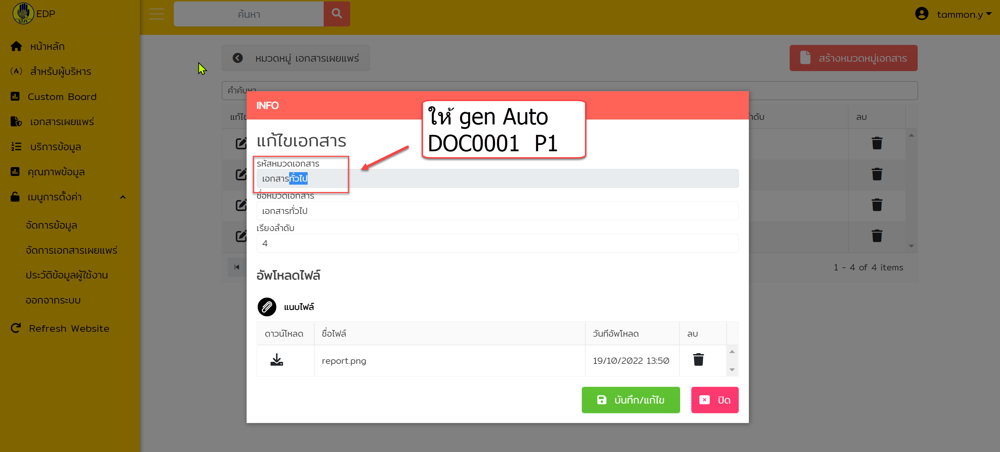 ปภ
EDP
ค้นหา
tammon.y
หน้าหลัก
สำหรับผู้บริหาร
Custom Board
เอกสารเผยแพร่
บริการข้อมูล
คุณภาพข้อมูล
เมนูการตั้งค่า
จัดการข้อมูล
จัดการเอกสารเผยแพร่
ประวัติข้อมูลผู้ใช้งาน
ออกจากระบบ
Refresh Website
หมวดหมู่ เอกสารเผยแพร่
สร้างหมวดหมู่เอกสาร
คำค้นหา
แก้ไข
ลำดับ
ลบ
1 - 4 of 4 items
INFO
ให้ gen Auto
DOC0001 P1
แก้ไขเอกสาร
รหัสหมวดเอกสาร
เอกสารทั่วไป
ชื่อหมวดเอกสาร
เอกสารทั่วไป
เรียงลำดับ
4
อัพโหลดไฟล์
แนบไฟล์
ดาวน์โหลด ชื่อไฟล์ วันที่อัพโหลด ลบ
report.png 19/10/2022 13:50
บันทึก/แก้ไข ปิด